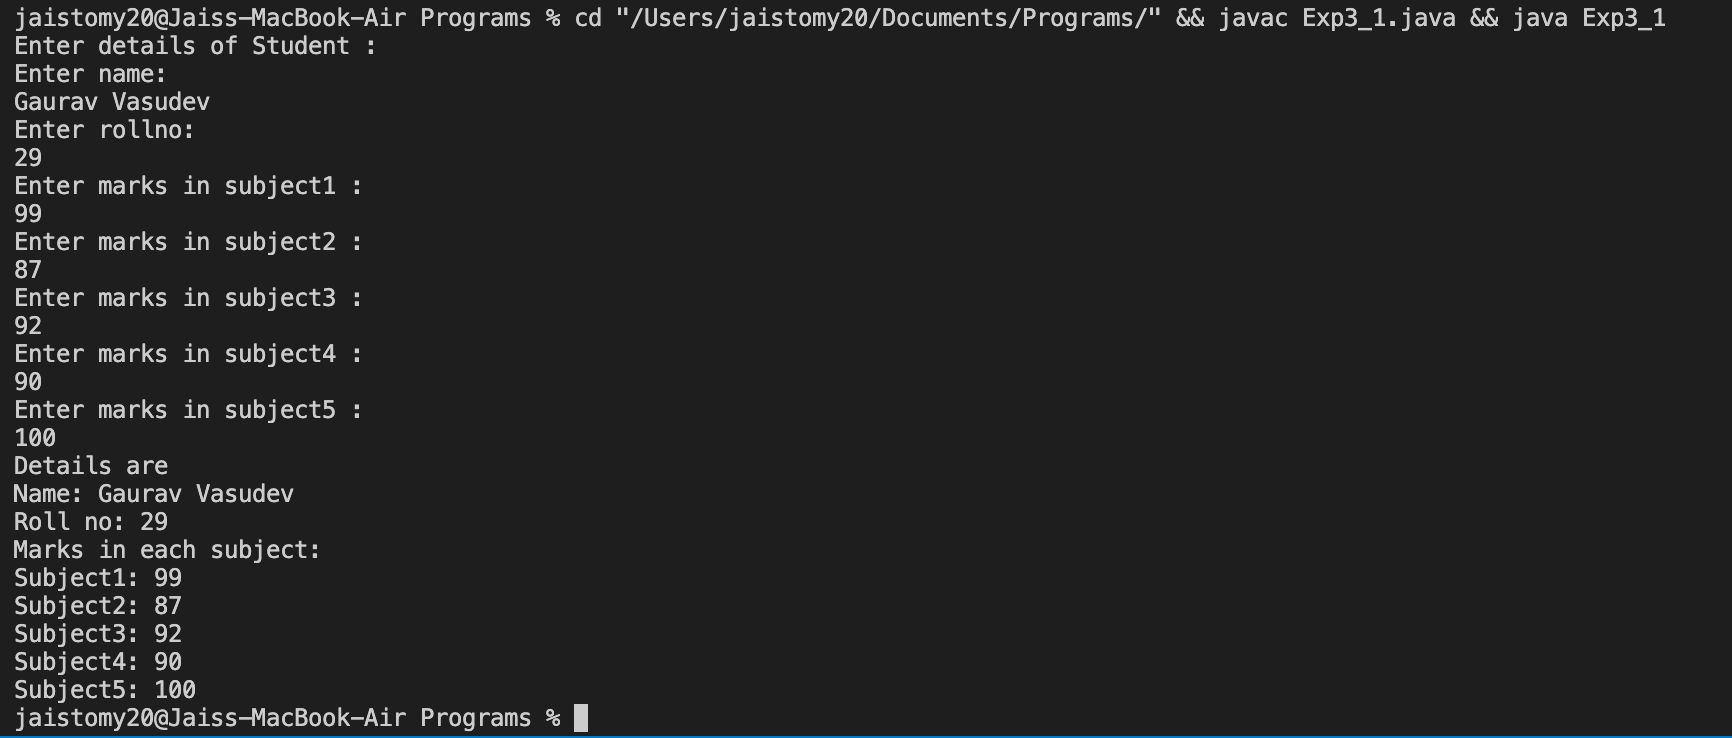 jaistomy20@Jaiss-MacBook-Air Programs % cd "/Users/jaistomy20/Documents/Programs/" && javac Exp3_1.java && java Exp3_1
Enter details of Student :
Enter name:
Gaurav Vasudev
Enter rollno:
29
Enter marks in subject1 :
99
Enter marks in subject2 :
87
Enter marks in subject3 :
92
Enter marks in subject4 :
90
Enter marks in subject5 :
100
Details are
Name: Gaurav Vasudev
Roll no: 29
Marks in each subject:
Subject1: 99
Subject2: 87
Subject3: 92
Subject4: 90
Subject5: 100
jaistomy20@Jaiss-MacBook-Air Programs %